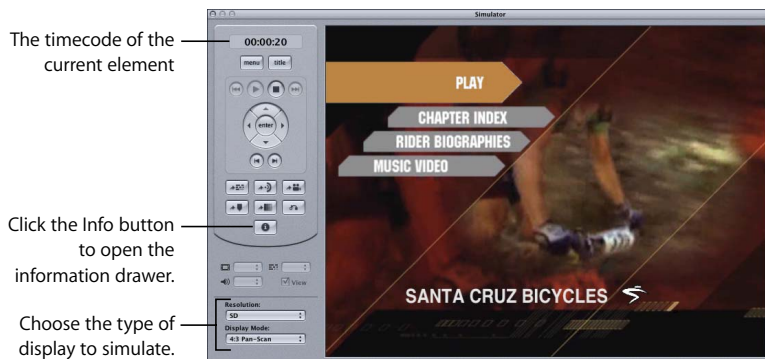 Simulator
The timecode of the
current element
00:00:20
menu title
enter
Click the Info button
to open the
information drawer.
View
Choose the type of
display to simulate.
Resolution:
SD
Display Mode:
4:3 Pan-Scan
PLAY
CHAPTER INDEX
RIDER BIOGRAPHIES
MUSIC VIDEO
SANTA CRUZ BICYCLES